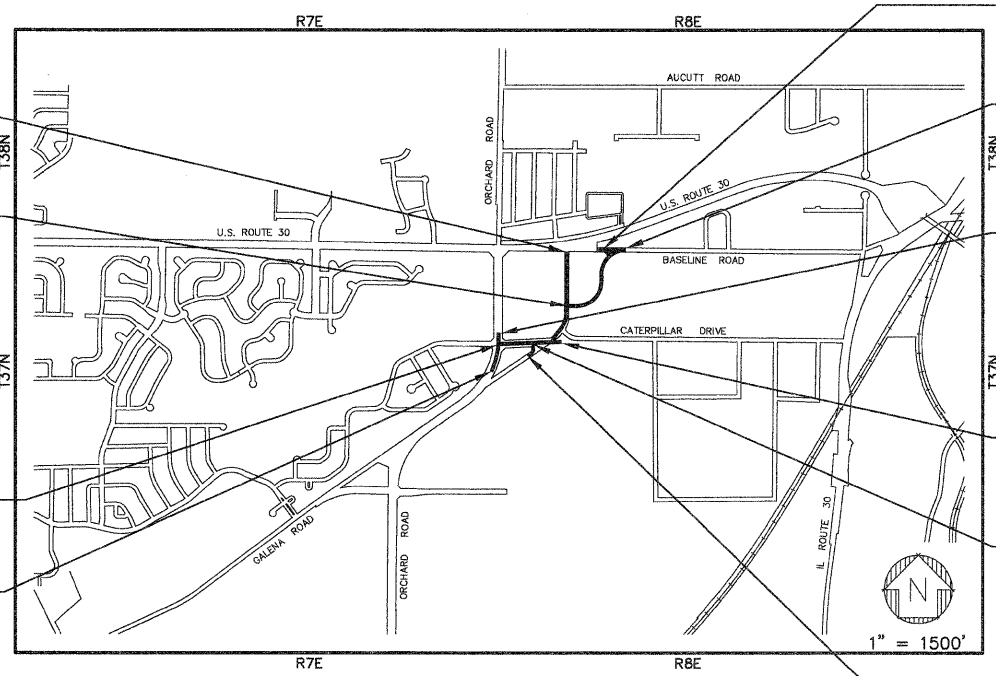 R7E
R8E
AUCUTT ROAD
ORCHARD ROAD
T38N
T38N
U.S. ROUTE 30
U.S. ROUTE 30
BASELINE ROAD
CATERPILLAR DRIVE
T37N
T37N
GALENA ROAD
ORCHARD ROAD
IL ROUTE 30
N
1" = 1500'
R7E
R8E